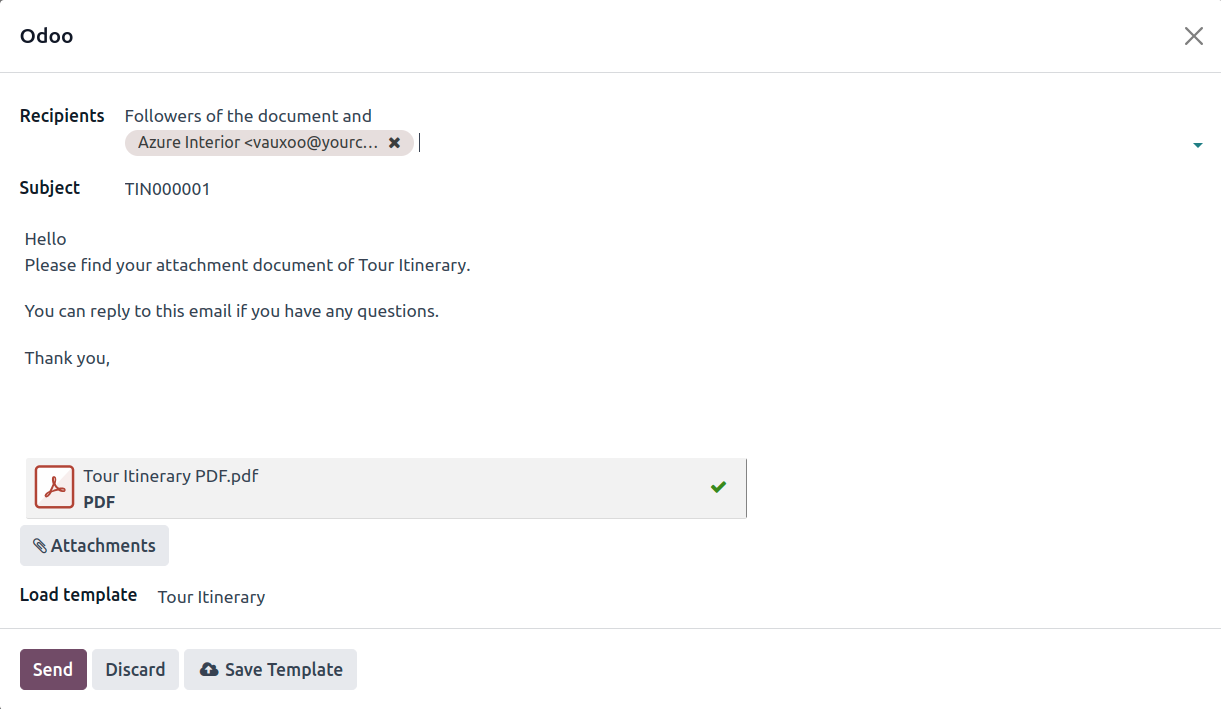 Odoo
Recipients Followers of the document and
Azure Interior <vauxoo@yourc...
Subject TIN000001
Hello
Please find your attachment document of Tour Itinerary.
You can reply to this email if you have any questions.
Thank you,
Tour Itinerary PDF.pdf
PDF
Attachments
Load template Tour Itinerary
Send Discard Save Template